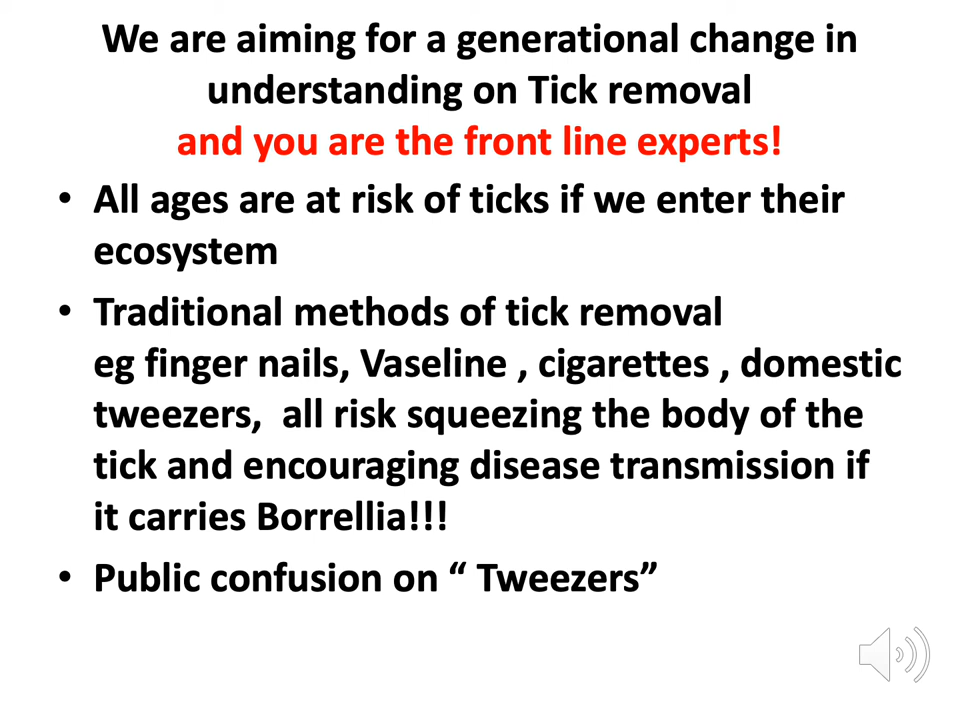 We are aiming for a generational change in
understanding on Tick removal
and you are the front line experts!
• All ages are at risk of ticks if we enter their
ecosystem
• Traditional methods of tick removal
eg finger nails, Vaseline , cigarettes , domestic
tweezers,  all risk squeezing the body of the
tick and encouraging disease transmission if
it carries Borrellia!!!
• Public confusion on “ Tweezers”